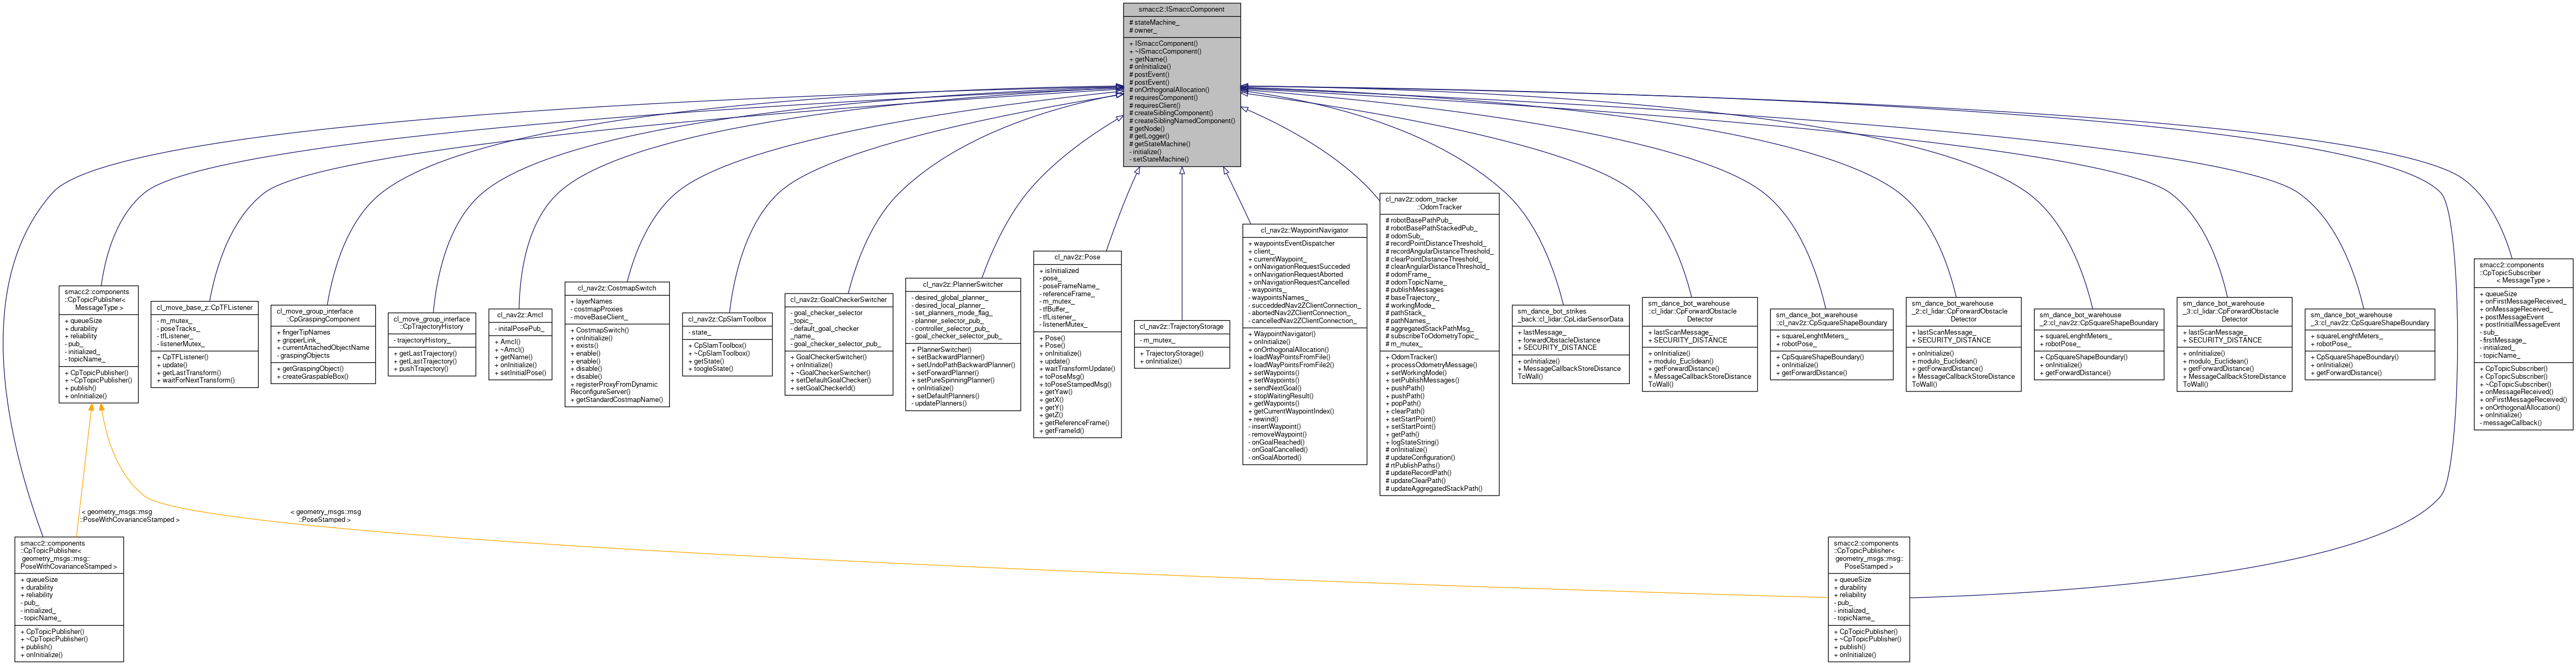 smacc2::ISmaccComponent
# stateMachine_
# owner_
+ ISmaccComponent()
+ ~ISmaccComponent()
+ getName()
# onInitialize()
# postEvent()
# postEvent()
# onOrthogonalAllocation()
# requiresComponent()
# requiresClient()
# createSiblingComponent()
# createSiblingNamedComponent()
# getNode()
# getLogger()
# getStateMachine()
- initialize()
- setStateMachine()
smacc2::components
::CpTopicPublisher<
MessageType >
+ queueSize
+ durability
+ reliability
- pub_
- initialized_
- topicName_
+ CpTopicPublisher()
+ ~CpTopicPublisher()
+ publish()
+ onInitialize()
cl_move_base_z::CpTFListener
- m_mutex_
- poseTracks_
- tfListener_
- listenerMutex_
+ CpTFListener()
+ update()
+ getLastTransform()
+ waitForNextTransform()
cl_move_group_interface
::CpGraspingComponent
+ fingerTipNames
+ gripperLink_
+ currentAttachedObjectName
- graspingObjects
+ getGraspingObject()
+ createGraspableBox()
cl_move_group_interface
::CpTrajectoryHistory
- trajectoryHistory_
+ getLastTrajectory()
+ getLastTrajectory()
+ pushTrajectory()
cl_nav2z::Amcl
- initalPosePub_
+ Amcl()
+ ~Amcl()
+ getName()
+ onInitialize()
+ setInitialPose()
cl_nav2z::CostmapSwitch
+ layerNames
- costmapProxies
- moveBaseClient_
+ CostmapSwitch()
+ onInitialize()
+ exists()
+ enable()
+ enable()
+ disable()
+ disable()
+ registerProxyFromDynamic
ReconfigureServer()
+ getStandardCostmapName()
cl_nav2z::CpSlamToolbox
- state_
+ CpSlamToolbox()
+ ~CpSlamToolbox()
+ getState()
+ toogleState()
cl_nav2z::GoalCheckerSwitcher
- goal_checker_selector
_topic_
- default_goal_checker
_name_
- goal_checker_selector_pub_
+ GoalCheckerSwitcher()
+ onInitialize()
+ ~GoalCheckerSwitcher()
+ setDefaultGoalChecker()
+ setGoalCheckerId()
cl_nav2z::PlannerSwitcher
- desired_global_planner_
- desired_local_planner_
- set_planners_mode_flag_
- planner_selector_pub_
- controller_selector_pub_
- goal_checker_selector_pub_
+ PlannerSwitcher()
+ setBackwardPlanner()
+ setUndoPathBackwardPlanner()
+ setForwardPlanner()
+ setPureSpinningPlanner()
+ onInitialize()
+ setDefaultPlanners()
- updatePlanners()
cl_nav2z::Pose
+ isInitialized
- pose_
- poseFrameName_
- referenceFrame_
- m_mutex_
- tfBuffer_
- tfListener_
- listenerMutex_
+ Pose()
+ Pose()
+ onInitialize()
+ update()
+ waitTransformUpdate()
+ toPoseMsg()
+ toPoseStampedMsg()
+ getYaw()
+ getX()
+ getY()
+ getZ()
+ getReferenceFrame()
+ getFrameId()
cl_nav2z::TrajectoryStorage
- m_mutex_
+ TrajectoryStorage()
+ onInitialize()
cl_nav2z::WaypointNavigator
+ waypointsEventDispatcher
+ client_
+ currentWaypoint_
+ onNavigationRequestSucceded
+ onNavigationRequestAborted
+ onNavigationRequestCancelled
- waypoints_
- waypointsNames_
- succeddedNav2ZClientConnection_
- abortedNav2ZClientConnection_
- cancelledNav2ZClientConnection_
+ WaypointNavigator()
+ onInitialize()
+ onOrthogonalAllocation()
+ loadWayPointsFromFile()
+ loadWayPointsFromFile2()
+ setWaypoints()
+ setWaypoints()
+ sendNextGoal()
+ stopWaitingResult()
+ getWaypoints()
+ getCurrentWaypointIndex()
+ rewind()
- insertWaypoint()
- removeWaypoint()
- onGoalReached()
- onGoalCancelled()
- onGoalAborted()
cl_nav2z::odom_tracker
::OdomTracker
# robotBasePathPub_
# robotBasePathStackedPub_
# odomSub_
# recordPointDistanceThreshold_
# recordAngularDistanceThreshold_
# clearPointDistanceThreshold_
# clearAngularDistanceThreshold_
# odomFrame_
# odomTopicName_
# publishMessages
# baseTrajectory_
# workingMode_
# pathStack_
# pathNames_
# aggregatedStackPathMsg_
# subscribeToOdometryTopic_
# m_mutex_
+ OdomTracker()
+ processOdometryMessage()
+ setWorkingMode()
+ setPublishMessages()
+ pushPath()
+ pushPath()
+ popPath()
+ clearPath()
+ setStartPoint()
+ setStartPoint()
+ getPath()
+ logStateString()
# onInitialize()
# updateConfiguration()
# rtPublishPaths()
# updateRecordPath()
# updateClearPath()
# updateAggregatedStackPath()
sm_dance_bot_strikes
_back::cl_lidar::CpLidarSensorData
+ lastMessage_
+ forwardObstacleDistance
+ SECURITY_DISTANCE
+ onInitialize()
+ MessageCallbackStoreDistance
ToWall()
sm_dance_bot_warehouse
::cl_lidar::CpForwardObstacle
Detector
+ lastScanMessage_
+ SECURITY_DISTANCE
+ onInitialize()
+ modulo_Euclidean()
+ getForwardDistance()
+ MessageCallbackStoreDistance
ToWall()
sm_dance_bot_warehouse
::cl_nav2z::CpSquareShapeBoundary
+ squareLenghtMeters_
- robotPose_
+ CpSquareShapeBoundary()
+ onInitialize()
+ getForwardDistance()
sm_dance_bot_warehouse
_2::cl_lidar::CpForwardObstacle
Detector
+ lastScanMessage_
+ SECURITY_DISTANCE
+ onInitialize()
+ modulo_Euclidean()
+ getForwardDistance()
+ MessageCallbackStoreDistance
ToWall()
sm_dance_bot_warehouse
_2::cl_nav2z::CpSquareShapeBoundary
+ squareLenghtMeters_
- robotPose_
+ CpSquareShapeBoundary()
+ onInitialize()
+ getForwardDistance()
sm_dance_bot_warehouse
_3::cl_lidar::CpForwardObstacle
Detector
+ lastScanMessage_
+ SECURITY_DISTANCE
+ onInitialize()
+ modulo_Euclidean()
+ getForwardDistance()
+ MessageCallbackStoreDistance
ToWall()
sm_dance_bot_warehouse
_3::cl_nav2z::CpSquareShapeBoundary
+ squareLenghtMeters_
- robotPose_
+ CpSquareShapeBoundary()
+ onInitialize()
+ getForwardDistance()
smacc2::components
::CpTopicSubscriber
< MessageType >
+ queueSize
+ onFirstMessageReceived_
+ onMessageReceived_
+ postMessageEvent
+ postInitialMessageEvent
- sub_
- firstMessage_
- initialized_
- topicName_
+ CpTopicSubscriber()
+ CpTopicSubscriber()
+ ~CpTopicSubscriber()
+ onMessageReceived()
+ onFirstMessageReceived()
+ onOrthogonalAllocation()
+ onInitialize()
- messageCallback()
< geometry_msgs::msg
::PoseWithCovarianceStamped >
< geometry_msgs::msg
::PoseStamped >
smacc2::components
::CpTopicPublisher<
geometry_msgs::msg::
PoseWithCovarianceStamped >
+ queueSize
+ durability
+ reliability
- pub_
- initialized_
- topicName_
+ CpTopicPublisher()
+ ~CpTopicPublisher()
+ publish()
+ onInitialize()
smacc2::components
::CpTopicPublisher<
geometry_msgs::msg::
PoseStamped >
+ queueSize
+ durability
+ reliability
- pub_
- initialized_
- topicName_
+ CpTopicPublisher()
+ ~CpTopicPublisher()
+ publish()
+ onInitialize()